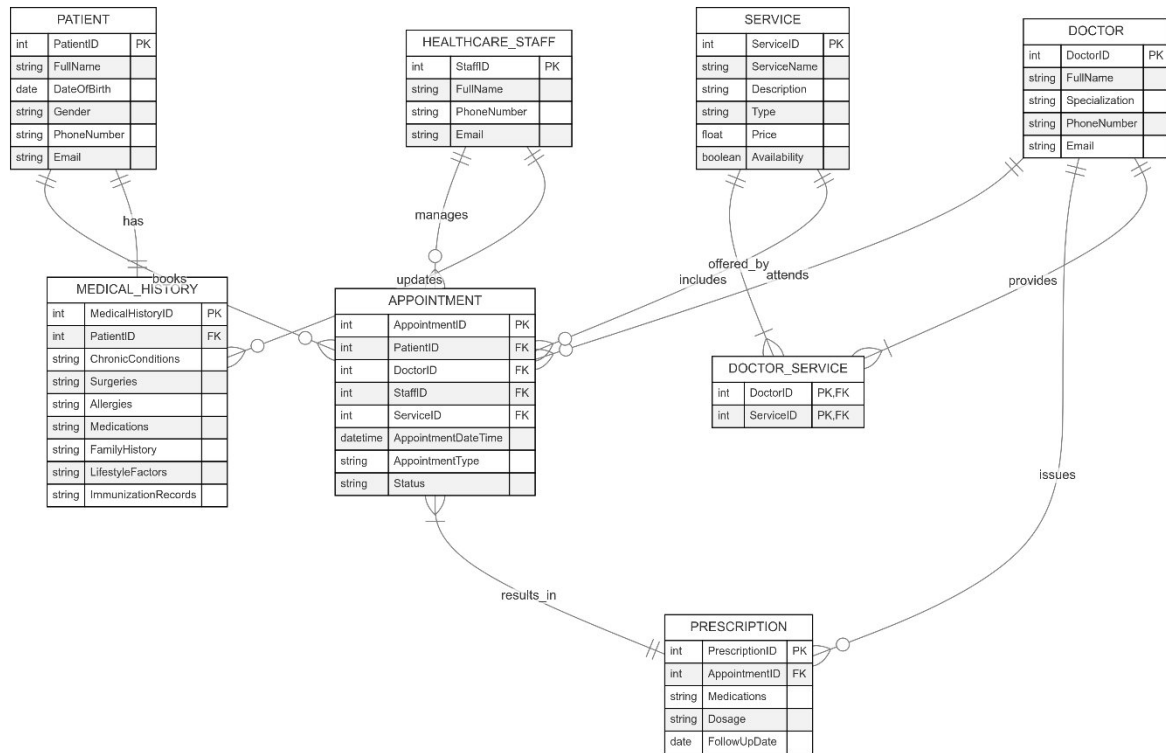 PATIENT
int PatientID PK
string FullName
date DateOfBirth
string Gender
string PhoneNumber
string Email
HEALTHCARE_STAFF
int StaffID PK
string FullName
string PhoneNumber
string Email
SERVICE
int ServiceID PK
string ServiceName
string Description
string Type
float Price
boolean Availability
DOCTOR
int DoctorID PK
string FullName
string Specialization
string PhoneNumber
string Email
has
manages
books
updates
offered_by
includes
attends
provides
MEDICAL_HISTORY
int MedicalHistoryID PK
int PatientID FK
string ChronicConditions
string Surgeries
string Allergies
string Medications
string FamilyHistory
string LifestyleFactors
string ImmunizationRecords
APPOINTMENT
int AppointmentID PK
int PatientID FK
int DoctorID FK
int StaffID FK
int ServiceID FK
datetime AppointmentDateTime
string AppointmentType
string Status
DOCTOR_SERVICE
int DoctorID PK,FK
int ServiceID PK,FK
issues
results_in
PRESCRIPTION
int PrescriptionID PK
int AppointmentID FK
string Medications
string Dosage
date FollowUpDate